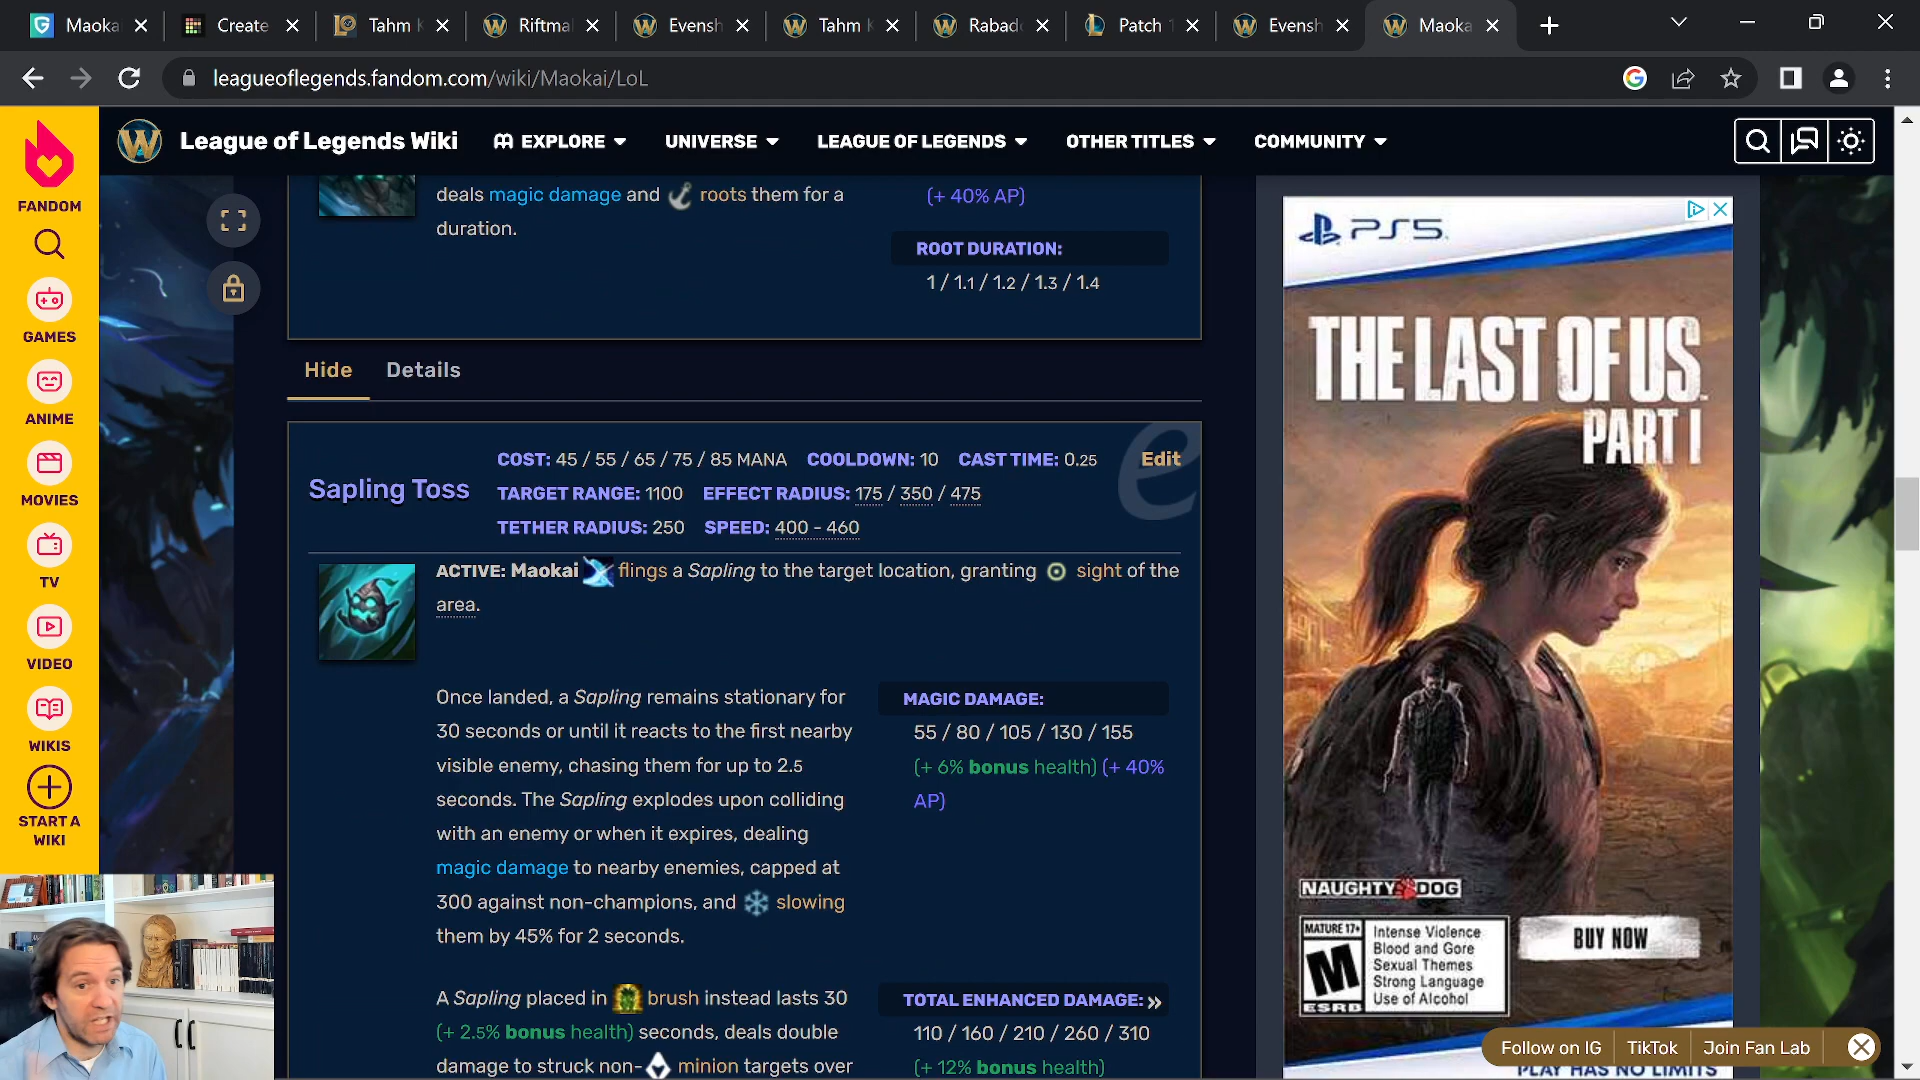 Maoka
Create
Tahm K
Riftma
Evensh
Tahm K
Rabado
Patch 1
Evensh
Maoka
leagueoflegends.fandom.com/wiki/Maokai/LoL
League of Legends Wiki
EXPLORE
UNIVERSE
LEAGUE OF LEGENDS
OTHER TITLES
COMMUNITY
FANDOM
GAMES
ANIME
MOVIES
TV
VIDEO
WIKIS
START A
WIKI
deals magic damage and roots them for a
duration.
(+ 40% AP)
ROOT DURATION:
1 / 1.1 / 1.2 / 1.3 / 1.4
Hide
Details
Sapling Toss
COST: 45 / 55 / 65 / 75 / 85 MANA COOLDOWN: 10 CAST TIME: 0.25
Edit
TARGET RANGE: 1100 EFFECT RADIUS: 175 / 350 / 475
TETHER RADIUS: 250 SPEED: 400 - 460
e
ACTIVE: Maokai flings a Sapling to the target location, granting sight of the
area.
Once landed, a Sapling remains stationary for
30 seconds or until it reacts to the first nearby
visible enemy, chasing them for up to 2.5
seconds. The Sapling explodes upon colliding
with an enemy or when it expires, dealing
magic damage to nearby enemies, capped at
300 against non-champions, and slowing
them by 45% for 2 seconds.
MAGIC DAMAGE:
55 / 80 / 105 / 130 / 155
(+ 6% bonus health) (+ 40%
AP)
A Sapling placed in brush instead lasts 30
(+ 2.5% bonus health) seconds, deals double
damage to struck non- minion targets over
TOTAL ENHANCED DAMAGE: »
110 / 160 / 210 / 260 / 310
(+ 12% bonus health)
PS5
THE LAST OF US
PART I
NAUGHTY DOG
MATURE 17+
M
ESRB
Intense Violence
Blood and Gore
Sexual Themes
Strong Language
Use of Alcohol
BUY NOW
Follow on IG
TikTok
Join Fan Lab
PLAY HAS NO LIMITS